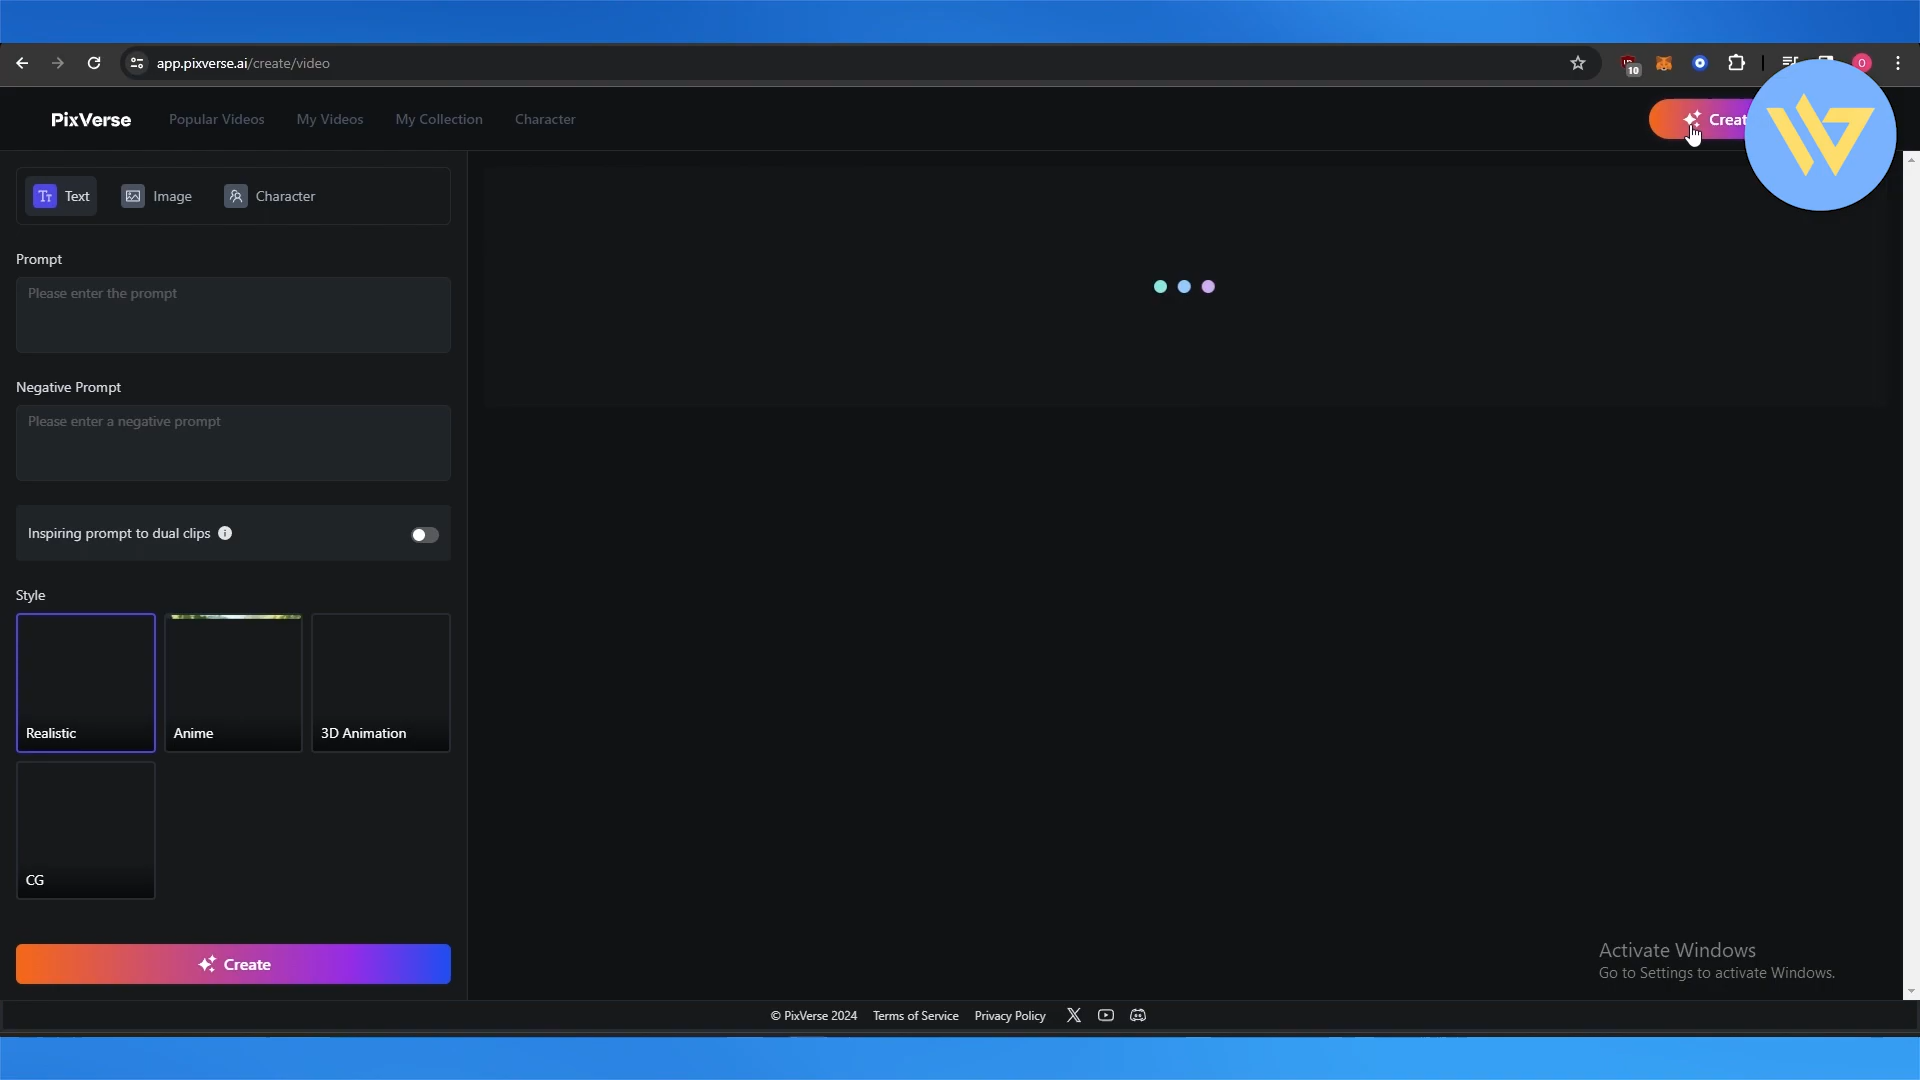 app.pixverse.ai/create/video
10
O
PixVerse
Popular Videos
My Videos
My Collection
Character
Text
Image
Character
Prompt
Please enter the prompt
Negative Prompt
Please enter a negative prompt
Inspiring prompt to dual clips
Style
Realistic
Anime
3D Animation
CG
Create
Activate Windows
Go to Settings to activate Windows.
© PixVerse 2024
Terms of Service
Privacy Policy